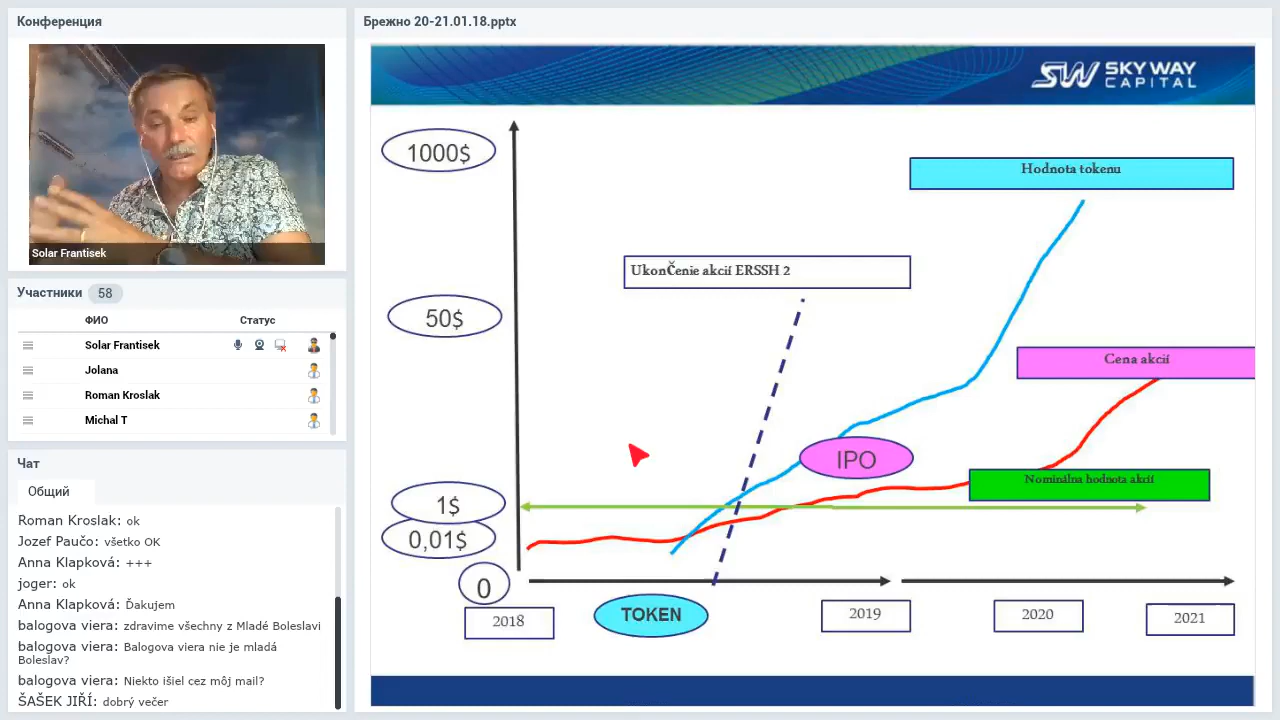 Конференция
Solar Frantisek
Участники 58
ФИО Статус
Solar Frantisek
Jolana
Roman Kroslak
Michal T
Чат
Общий
Roman Kroslak: ok
Jozef Paučo: všetko OK
Anna Klapková: +++
joger: ok
Anna Klapková: Ďakujem
balogova viera: zdravime všechny z Mladé Boleslavi
balogova viera: Balogova viera nie je mladá
Boleslav?
balogova viera: Niekto išiel cez môj mail?
ŠAŠEK JIŘÍ: dobrý večer
Брежно 20-21.01.18.pptx
SW SKY WAY
CAPITAL
1000$
Hodnota tokenu
UkonČenie akcií ERSSH 2
50$
Cena akcií
IPO
Nominálna hodnota akcií
1$
0,01$
0
2018
TOKEN
2019
2020
2021